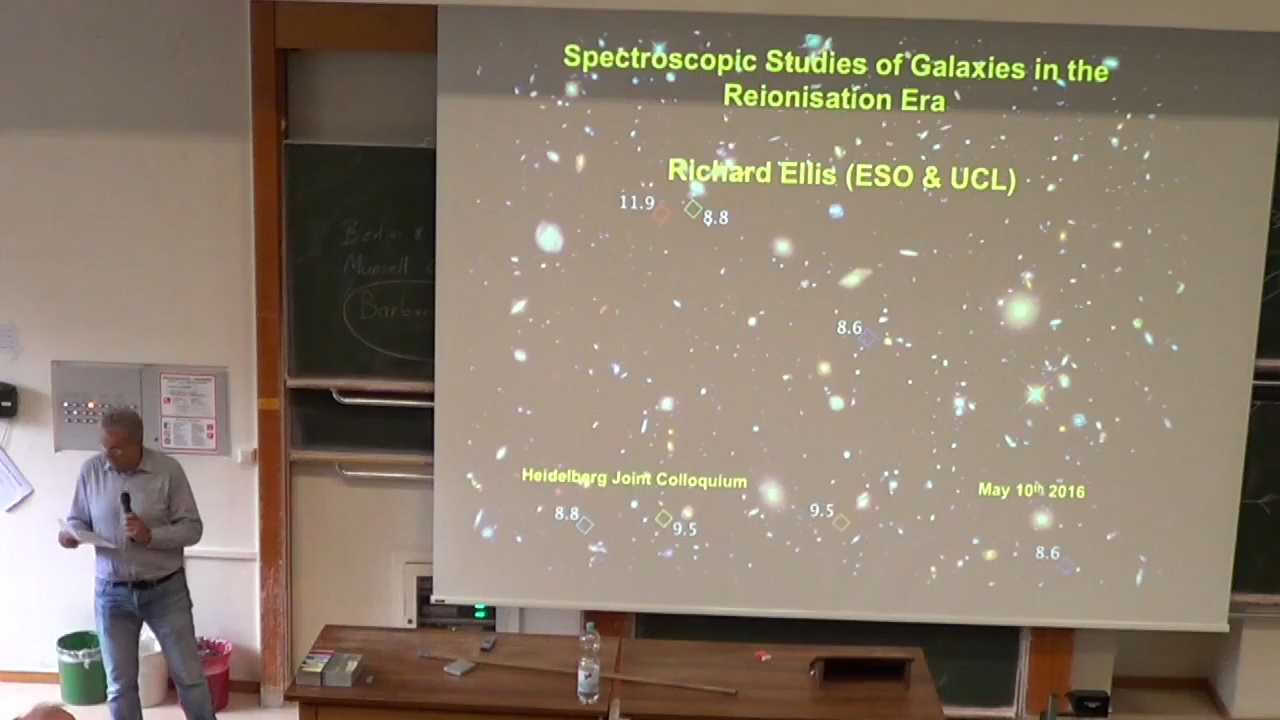 Spectroscopic Studies of Galaxies in the
Reionisation Era
Richard Ellis (ESO & UCL)
11.9
8.8
8.6
Heidelberg Joint Colloquium
May 10th 2016
8.8
9.5
9.5
8.6